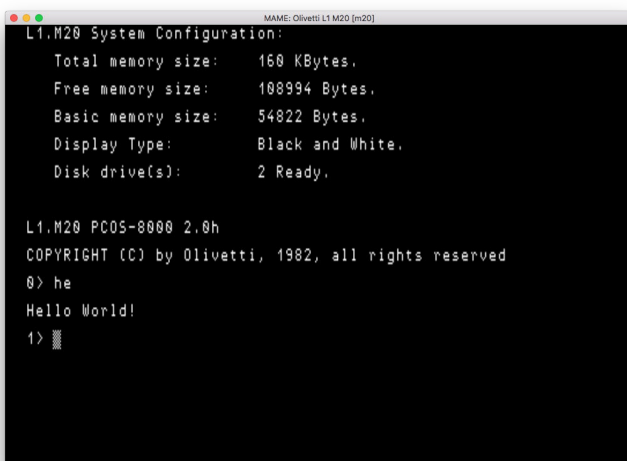 MAME: Olivetti L1 M20 [m20]
L1.M20 System Configuration:
Total memory size: 160 KBytes.
Free memory size: 108994 Bytes.
Basic memory size: 54822 Bytes.
Display Type: Black and White.
Disk drive(s): 2 Ready.
L1.M20 PCOS-8000 2.0h
COPYRIGHT (C) by Olivetti, 1982, all rights reserved
0> he
Hello World!
1>